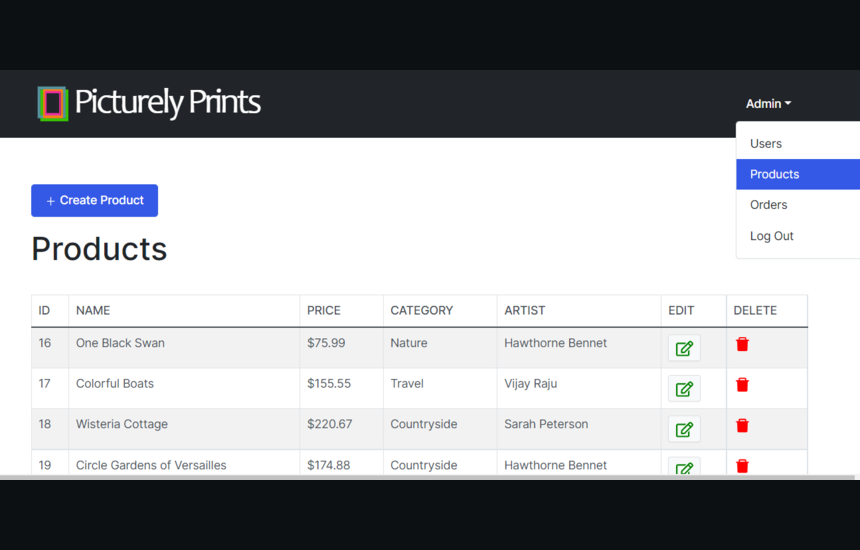 Picturely Prints
Admin
Users
Products
Orders
Log Out
+ Create Product
Products
ID NAME PRICE CATEGORY ARTIST EDIT DELETE
16 One Black Swan $75.99 Nature Hawthorne Bennet
17 Colorful Boats $155.55 Travel Vijay Raju
18 Wisteria Cottage $220.67 Countryside Sarah Peterson
19 Circle Gardens of Versailles $174.88 Countryside Hawthorne Bennet